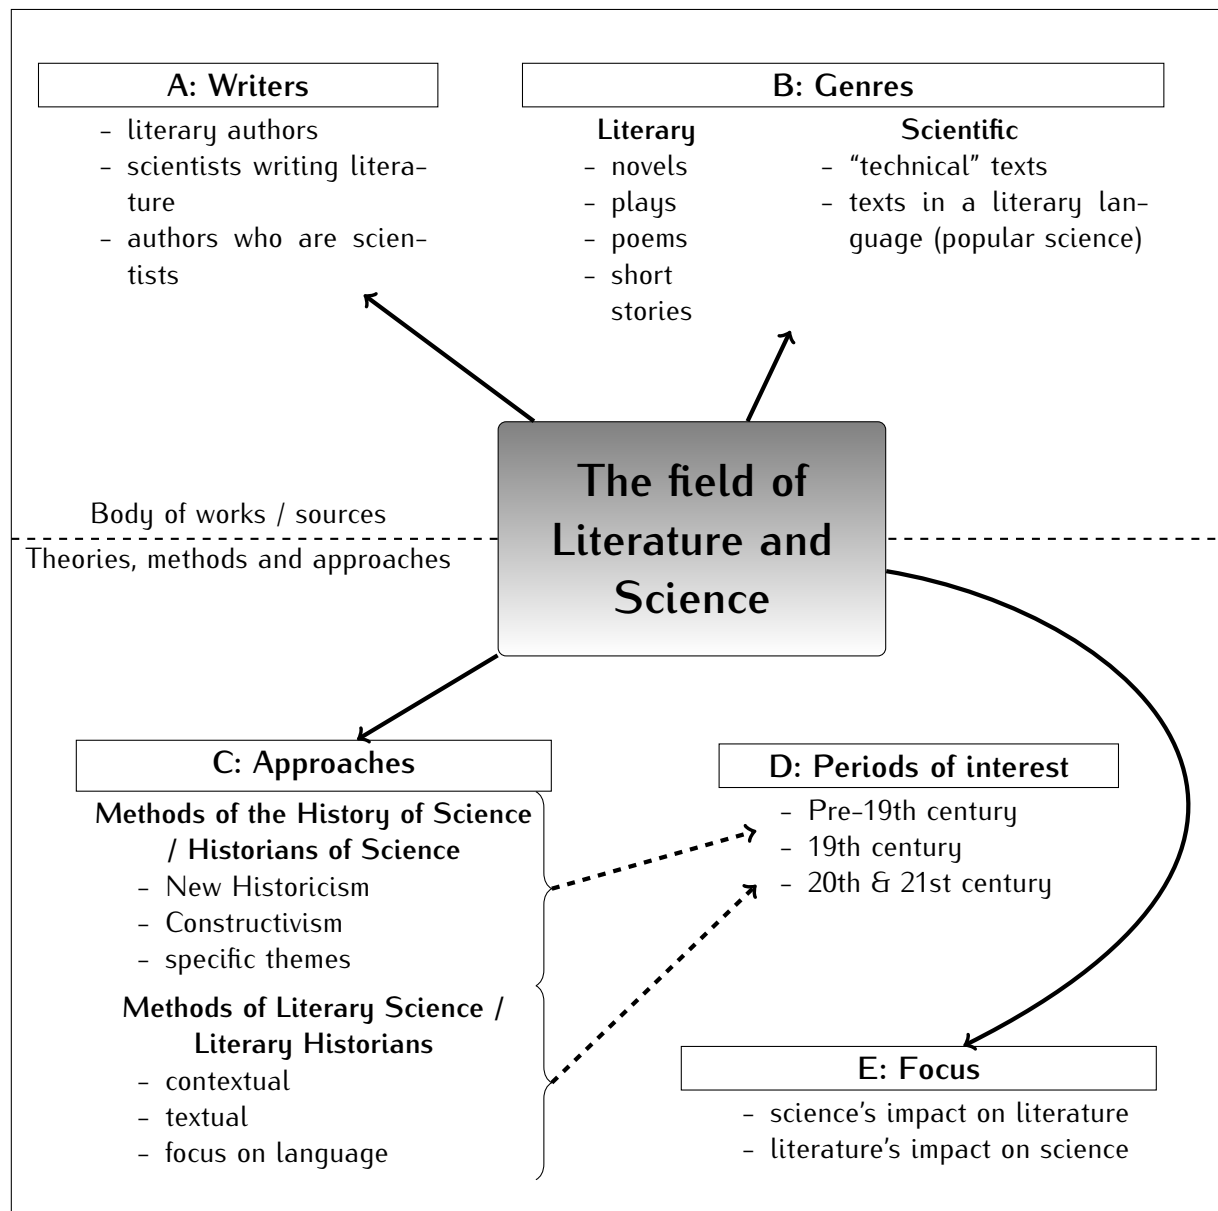 A: Writers
– literary authors
– scientists writing litera-
ture
– authors who are scien-
tists
B: Genres
Literary
– novels
– plays
– poems
– short
stories
Scientific
– “technical” texts
– texts in a literary lan-
guage (popular science)
The field of
Literature and
Science
Body of works / sources
Theories, methods and approaches
C: Approaches
Methods of the History of Science
/ Historians of Science
– New Historicism
– Constructivism
– specific themes
Methods of Literary Science /
Literary Historians
– contextual
– textual
– focus on language
D: Periods of interest
– Pre-19th century
– 19th century
– 20th & 21st century
E: Focus
– science’s impact on literature
– literature’s impact on science